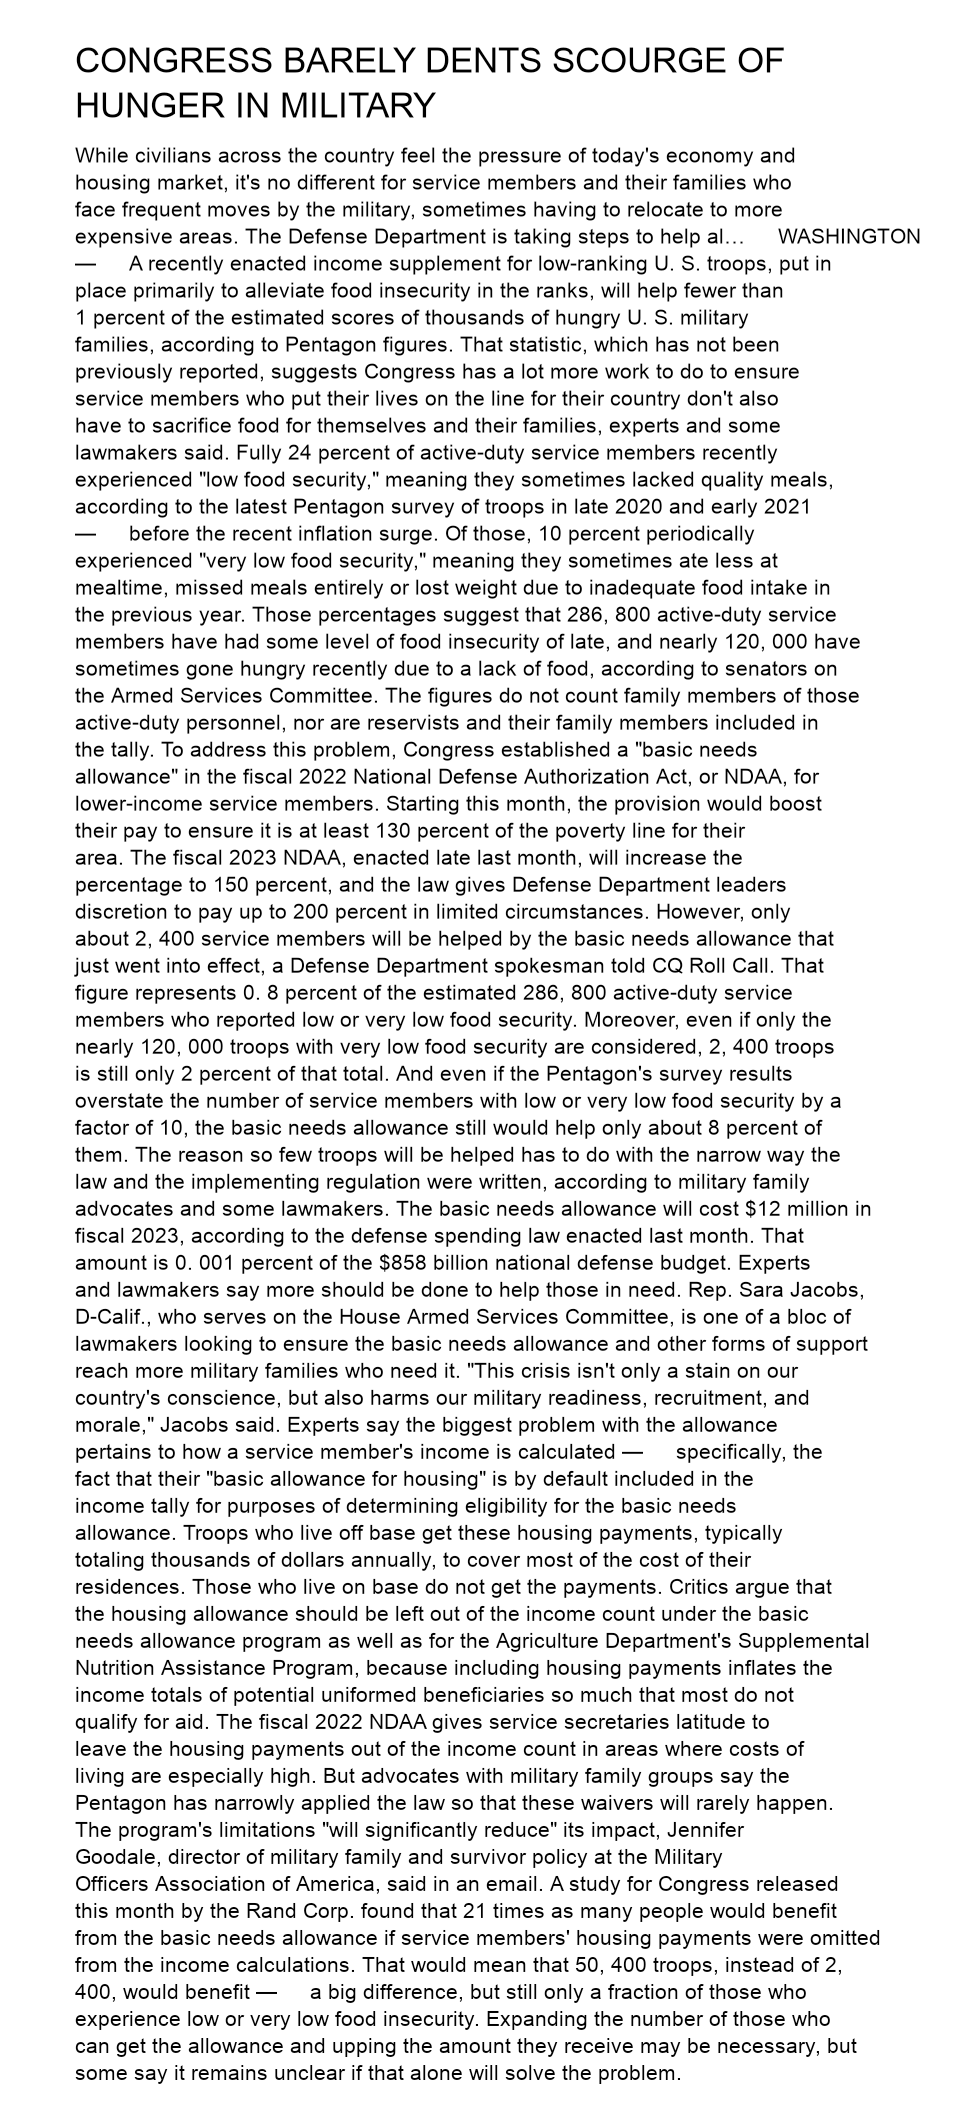 CONGRESS BARELY DENTS SCOURGE OF
HUNGER IN MILITARY
While civilians across the country feel the pressure of today's economy and
housing market, it's no different for service members and their families who
face frequent moves by the military, sometimes having to relocate to more
expensive areas. The Defense Department is taking steps to help al… WASHINGTON
— A recently enacted income supplement for low-ranking U. S. troops, put in
place primarily to alleviate food insecurity in the ranks, will help fewer than
1 percent of the estimated scores of thousands of hungry U. S. military
families, according to Pentagon figures. That statistic, which has not been
previously reported, suggests Congress has a lot more work to do to ensure
service members who put their lives on the line for their country don't also
have to sacrifice food for themselves and their families, experts and some
lawmakers said. Fully 24 percent of active-duty service members recently
experienced "low food security," meaning they sometimes lacked quality meals,
according to the latest Pentagon survey of troops in late 2020 and early 2021
— before the recent inflation surge. Of those, 10 percent periodically
experienced "very low food security," meaning they sometimes ate less at
mealtime, missed meals entirely or lost weight due to inadequate food intake in
the previous year. Those percentages suggest that 286, 800 active-duty service
members have had some level of food insecurity of late, and nearly 120, 000 have
sometimes gone hungry recently due to a lack of food, according to senators on
the Armed Services Committee. The figures do not count family members of those
active-duty personnel, nor are reservists and their family members included in
the tally. To address this problem, Congress established a "basic needs
allowance" in the fiscal 2022 National Defense Authorization Act, or NDAA, for
lower-income service members. Starting this month, the provision would boost
their pay to ensure it is at least 130 percent of the poverty line for their
area. The fiscal 2023 NDAA, enacted late last month, will increase the
percentage to 150 percent, and the law gives Defense Department leaders
discretion to pay up to 200 percent in limited circumstances. However, only
about 2, 400 service members will be helped by the basic needs allowance that
just went into effect, a Defense Department spokesman told CQ Roll Call. That
figure represents 0. 8 percent of the estimated 286, 800 active-duty service
members who reported low or very low food security. Moreover, even if only the
nearly 120, 000 troops with very low food security are considered, 2, 400 troops
is still only 2 percent of that total. And even if the Pentagon's survey results
overstate the number of service members with low or very low food security by a
factor of 10, the basic needs allowance still would help only about 8 percent of
them. The reason so few troops will be helped has to do with the narrow way the
law and the implementing regulation were written, according to military family
advocates and some lawmakers. The basic needs allowance will cost $12 million in
fiscal 2023, according to the defense spending law enacted last month. That
amount is 0. 001 percent of the $858 billion national defense budget. Experts
and lawmakers say more should be done to help those in need. Rep. Sara Jacobs,
D-Calif., who serves on the House Armed Services Committee, is one of a bloc of
lawmakers looking to ensure the basic needs allowance and other forms of support
reach more military families who need it. "This crisis isn't only a stain on our
country's conscience, but also harms our military readiness, recruitment, and
morale," Jacobs said. Experts say the biggest problem with the allowance
pertains to how a service member's income is calculated — specifically, the
fact that their "basic allowance for housing" is by default included in the
income tally for purposes of determining eligibility for the basic needs
allowance. Troops who live off base get these housing payments, typically
totaling thousands of dollars annually, to cover most of the cost of their
residences. Those who live on base do not get the payments. Critics argue that
the housing allowance should be left out of the income count under the basic
needs allowance program as well as for the Agriculture Department's Supplemental
Nutrition Assistance Program, because including housing payments inflates the
income totals of potential uniformed beneficiaries so much that most do not
qualify for aid. The fiscal 2022 NDAA gives service secretaries latitude to
leave the housing payments out of the income count in areas where costs of
living are especially high. But advocates with military family groups say the
Pentagon has narrowly applied the law so that these waivers will rarely happen.
The program's limitations "will significantly reduce" its impact, Jennifer
Goodale, director of military family and survivor policy at the Military
Officers Association of America, said in an email. A study for Congress released
this month by the Rand Corp. found that 21 times as many people would benefit
from the basic needs allowance if service members' housing payments were omitted
from the income calculations. That would mean that 50, 400 troops, instead of 2,
400, would benefit — a big difference, but still only a fraction of those who
experience low or very low food insecurity. Expanding the number of those who
can get the allowance and upping the amount they receive may be necessary, but
some say it remains unclear if that alone will solve the problem.